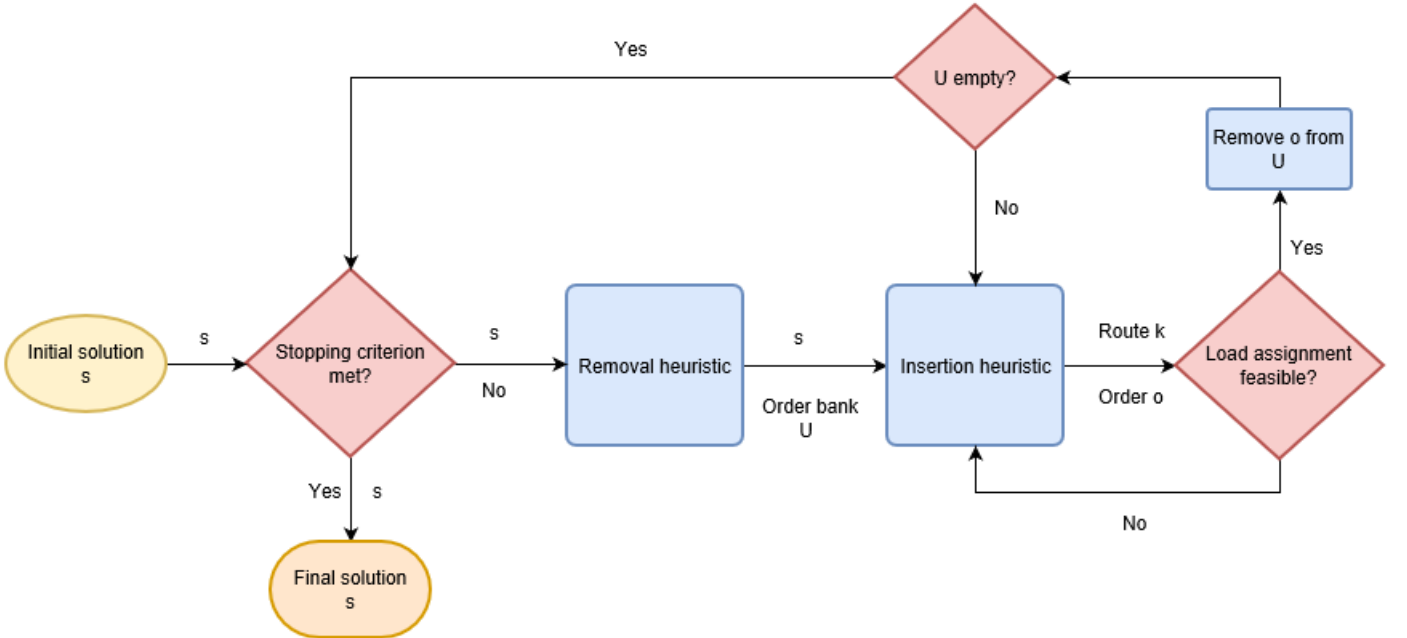 Yes
U empty?
Remove o from
U
No
Yes
Initial solution
s
s
Stopping criterion
met?
s
No
Removal heuristic
s
Order bank
U
Insertion heuristic
Route k
Order o
Load assignment
feasible?
Yes
s
No
Final solution
s